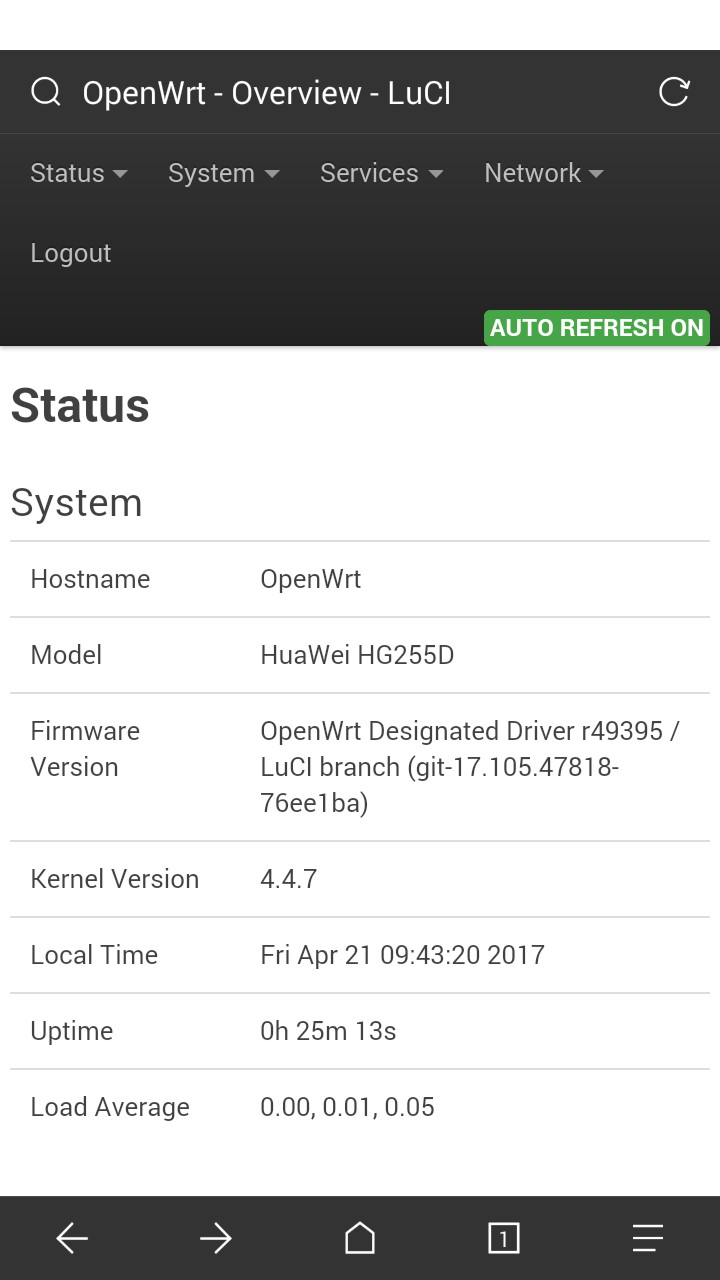 OpenWrt - Overview - LuCI
Status System Services Network
Logout
AUTO REFRESH ON
Status
System
Hostname OpenWrt
Model HuaWei HG255D
Firmware OpenWrt Designated Driver r49395 /
Version LuCI branch (git-17.105.47818-
76ee1ba)
Kernel Version 4.4.7
Local Time Fri Apr 21 09:43:20 2017
Uptime 0h 25m 13s
Load Average 0.00, 0.01, 0.05
1